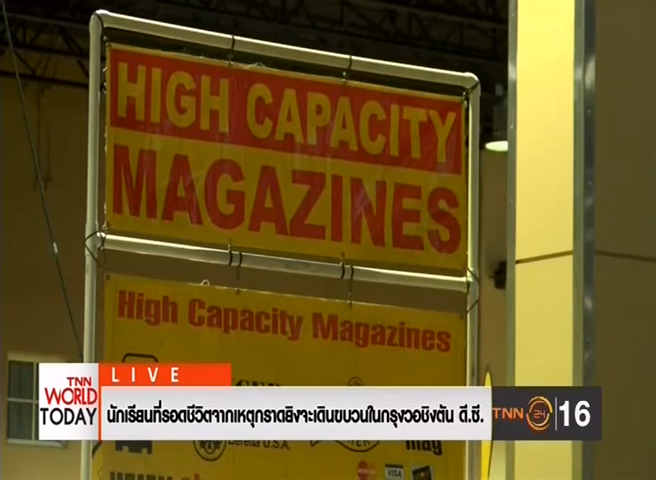 HIGH CAPACITY
MAGAZINES
High Capacity Magazines
Beretta U.S.A.
mag
VISA
TNN
WORLD
TODAY
LIVE
นักเรียนที่รอดชีวิตจากเหตุกราดยิงจะเดินขบวนในกรุงวอชิงตัน ดี.ซี.
TNN 24 16